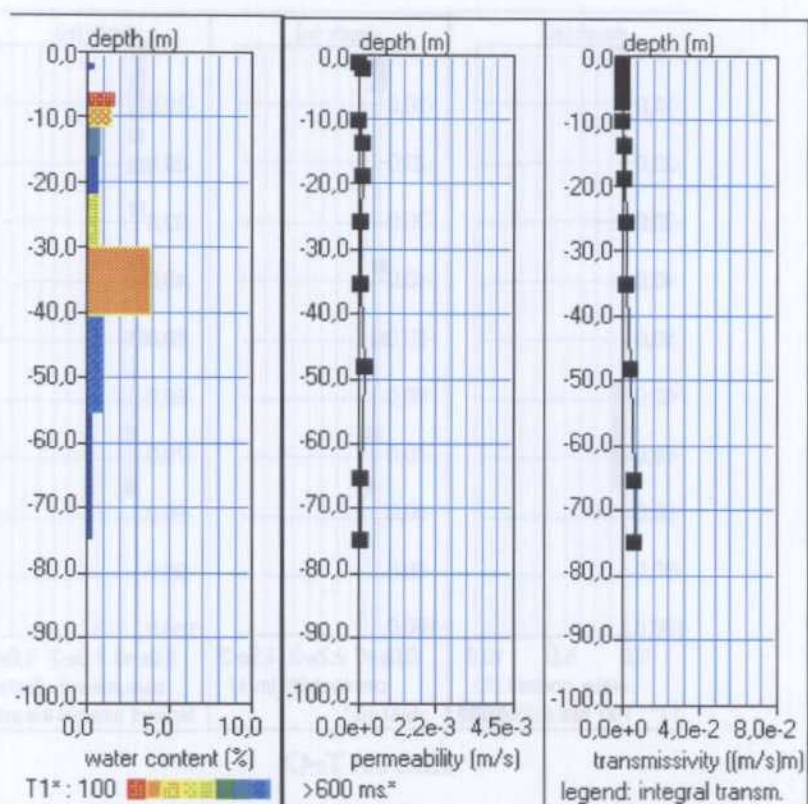 depth (m)
0.0
-10,0
-20,0
-30,0
-40,0
-50,0
-60,0
-70,0
-80,0
-90,0
-100,0
0,0 5,0 10,0
water content (%)
T1* : 100
depth (m)
0,0
-10,0
-20,0
-30,0
-40,0
-50,0
-60,0
-70,0
-80,0
-90,0
-100,0
0.0e+0 2,2e-3 4,5e-3
permeability (m/s)
>600 ms.*
depth (m)
0,0
-10,0
-20,0
-30,0
-40,0
-50,0
-60,0
-70,0
-80,0
-90,0
-100,0
0.0e+0 4,0e-2 8,0e-2
transmissivity ((m/s)m)
legend: integral transm.